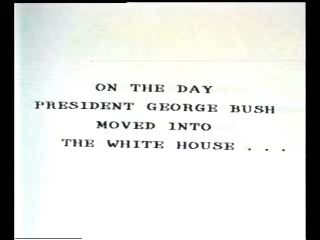 ON THE DAY
PRESIDENT GEORGE BUSH
MOVED INTO
THE WHITE HOUSE . . .